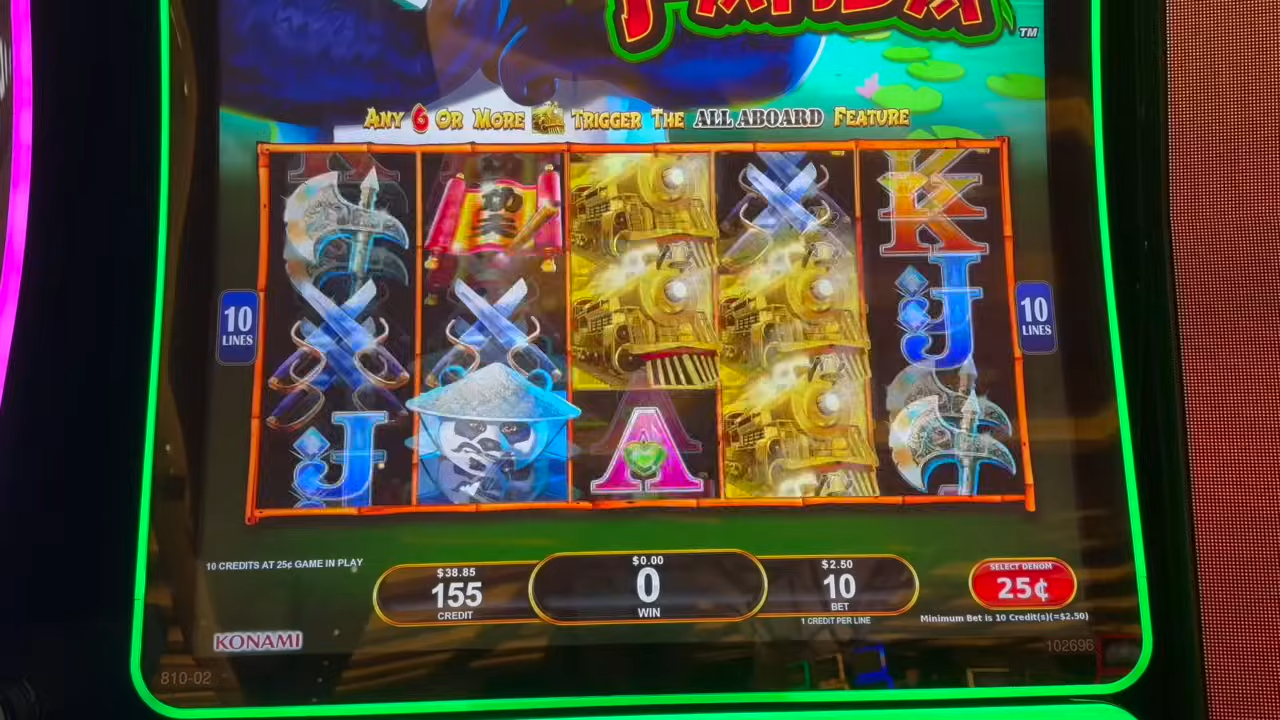 PANDA
TM
ANY 6 OR MORE TRIGGER THE ALL ABOARD FEATURE
K
J
10
LINES
10
LINES
J
A
10 CREDITS AT 25¢ GAME IN PLAY
$38.85
155
CREDIT
$0.00
0
WIN
$2.50
10
BET
1 CREDIT PER LINE
SELECT DENOM
25¢
Minimum Bet is 10 Credit(s)(=$2.50)
KONAMI
102696
810-02